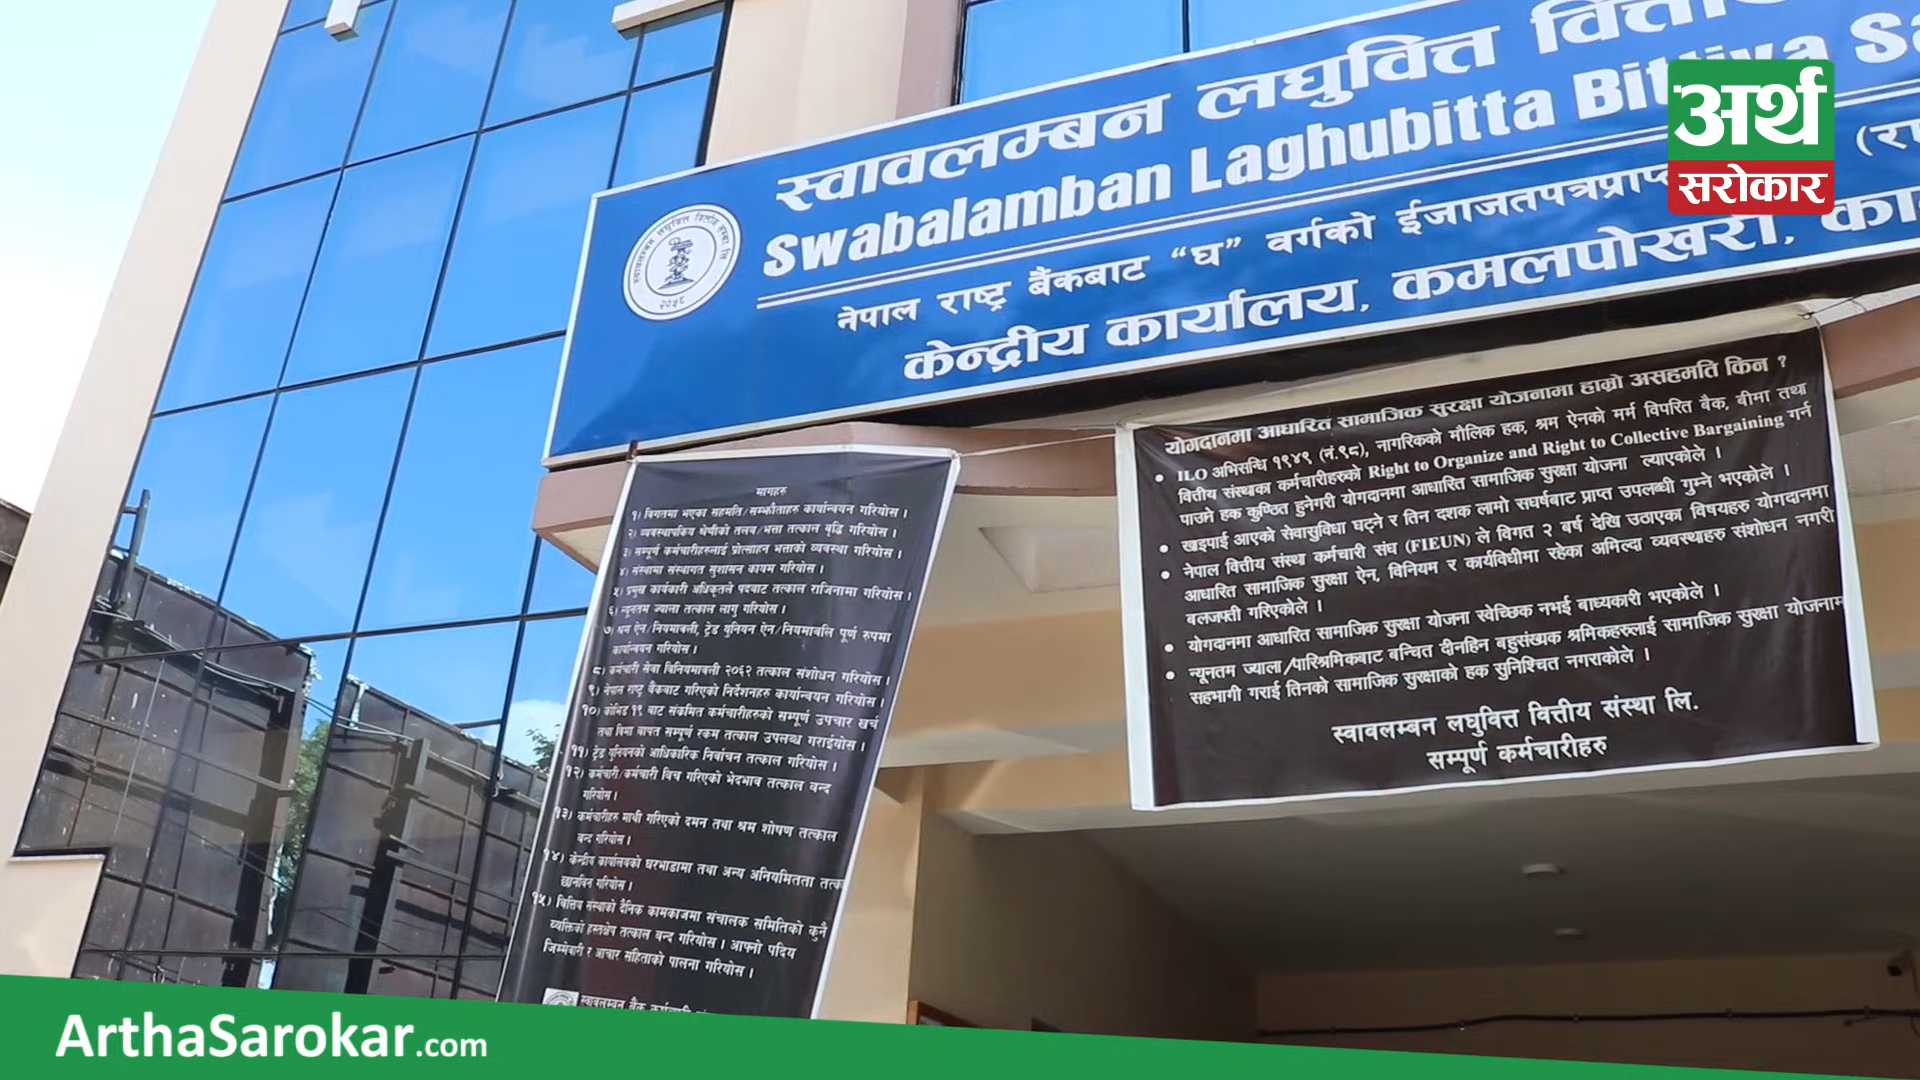 स्वावलम्बन लघुवित्त वित्तीय
Swabalamban Laghubitta Bittiya Sa
नेपाल राष्ट्र बैंकबाट “घ” वर्गको ईजाजतपत्रप्राप्त (रा
केन्द्रीय कार्यालय, कमलपोखरी, का
अर्थ
सरोकार
मागहरु
१) विगतमा भएका सहमति/सम्झौताहरु कार्यान्वयन गरियोस ।
२) व्यवस्थापकिय श्रेणीको तलब/भत्ता तत्काल वृद्धि गरियोस ।
३) सम्पूर्ण कर्मचारीहरुलाई प्रोत्साहन भत्ताको व्यवस्था गरियोस ।
४) संस्थामा संस्थागत सुशासन कायम गरियोस ।
५) प्रमुख कार्यकारी अधिकृतले पदबाट तत्काल राजिनामा गरियोस ।
६) न्यूनतम ज्याला तत्काल लागु गरियोस ।
७) श्रम ऐन/नियमावली, ट्रेड युनियन ऐन/नियमावलि पूर्ण रुपमा
कार्यान्वयन गरियोस ।
८) कर्मचारी सेवा विनियमावली २०६२ तत्काल संशोधन गरियोस ।
९) नेपाल राष्ट्र बैंकबाट गरिएको निर्देशनहरु कार्यान्वयन गरियोस ।
१०) कोभिड १९ बाट संक्रमित कर्मचारीहरुको सम्पूर्ण उपचार खर्च
तथा विमा वापत सम्पूर्ण रकम तत्काल उपलब्ध गराईयोस ।
११) ट्रेड युनियनको आधिकारिक निर्वाचन तत्काल गरियोस ।
१२) कर्मचारी/कर्मचारी विच गरिएको भेदभाव तत्काल वन्द
गरियोस ।
१३) कर्मचारीहरु माथी गरिएको दमन तथा श्रम शोषण तत्काल
वन्द गरियोस ।
१४) केन्द्रीय कार्यालयको घरभाडामा तथा अन्य अनियमितता तत्का
छानविन गरियोस ।
१५) वित्तिय संस्थाको दैनिक कामकाजमा संचालक समितिको कुनै
व्यक्तिको हस्तक्षेप तत्काल वन्द गरियोस । आफ्नो पदिय
जिम्मेवारी र आचार संहिताको पालना गरियोस ।
स्वावलम्बन बैंक कर्मचारी
योगदानमा आधारित सामाजिक सुरक्षा योजनामा हाम्रो असहमति किन ?
• ILO अभिसन्धि १९४९ (नं.९८), नागरिकको मौलिक हक, श्रम ऐनको मर्म विपरित बैंक, बीमा तथा
वित्तीय संस्थाका कर्मचारीहरुको Right to Organize and Right to Collective Bargaining गर्न
पाउने हक कुण्ठित हुनेगरी योगदानमा आधारित सामाजिक सुरक्षा योजना ल्याएकोले ।
• खाइपाई आएको सेवासुविधा घट्ने र तिन दशक लामो संघर्षबाट प्राप्त उपलब्धी गुम्ने भएकोले ।
• नेपाल वित्तीय संस्था कर्मचारी संघ (FIEUN) ले विगत २ बर्ष देखि उठाएका विषयहरु योगदानमा
आधारित सामाजिक सुरक्षा ऐन, विनियम र कार्यविधीमा रहेका अमिल्दा व्यवस्थाहरु संशोधन नगरी
बलजफ्ती गरिएकोले ।
• योगदानमा आधारित सामाजिक सुरक्षा योजना स्वेच्छिक नभई बाध्यकारी भएकोले ।
• न्यूनतम ज्याला/पारिश्रमिकबाट बन्चित दीनहिन बहुसंख्यक श्रमिकहरुलाई सामाजिक सुरक्षा योजनाम
सहभागी गराई तिनको सामाजिक सुरक्षाको हक सुनिश्चित नगराकोले ।
स्वावलम्बन लघुवित्त वित्तीय संस्था लि.
सम्पूर्ण कर्मचारीहरु
ArthaSarokar.com